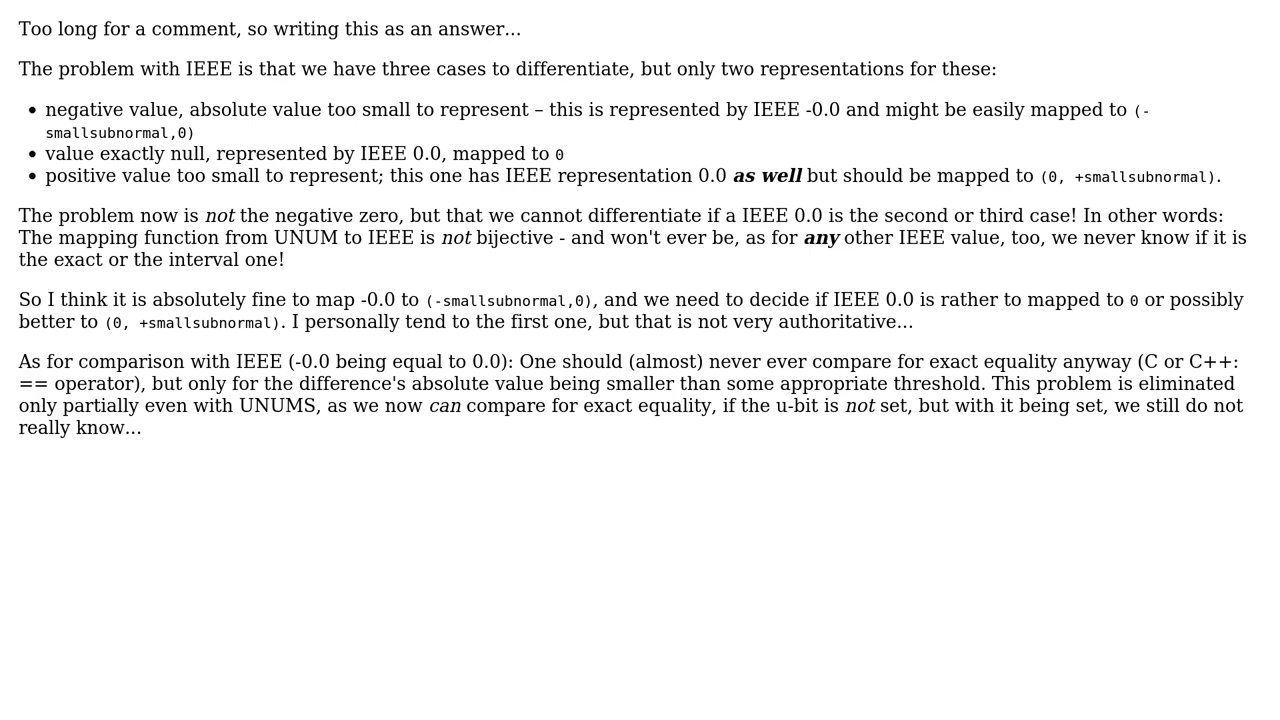 Too long for a comment, so writing this as an answer...
The problem with IEEE is that we have three cases to differentiate, but only two representations for these:
• negative value, absolute value too small to represent – this is represented by IEEE -0.0 and might be easily mapped to (-
smallsubnormal,0)
• value exactly null, represented by IEEE 0.0, mapped to 0
• positive value too small to represent; this one has IEEE representation 0.0 as well but should be mapped to (0, +smallsubnormal).
The problem now is not the negative zero, but that we cannot differentiate if a IEEE 0.0 is the second or third case! In other words:
The mapping function from UNUM to IEEE is not bijective - and won't ever be, as for any other IEEE value, too, we never know if it is
the exact or the interval one!
So I think it is absolutely fine to map -0.0 to (-smallsubnormal,0), and we need to decide if IEEE 0.0 is rather to mapped to 0 or possibly
better to (0, +smallsubnormal). I personally tend to the first one, but that is not very authoritative...
As for comparison with IEEE (-0.0 being equal to 0.0): One should (almost) never ever compare for exact equality anyway (C or C++:
== operator), but only for the difference's absolute value being smaller than some appropriate threshold. This problem is eliminated
only partially even with UNUMS, as we now can compare for exact equality, if the u-bit is not set, but with it being set, we still do not
really know...